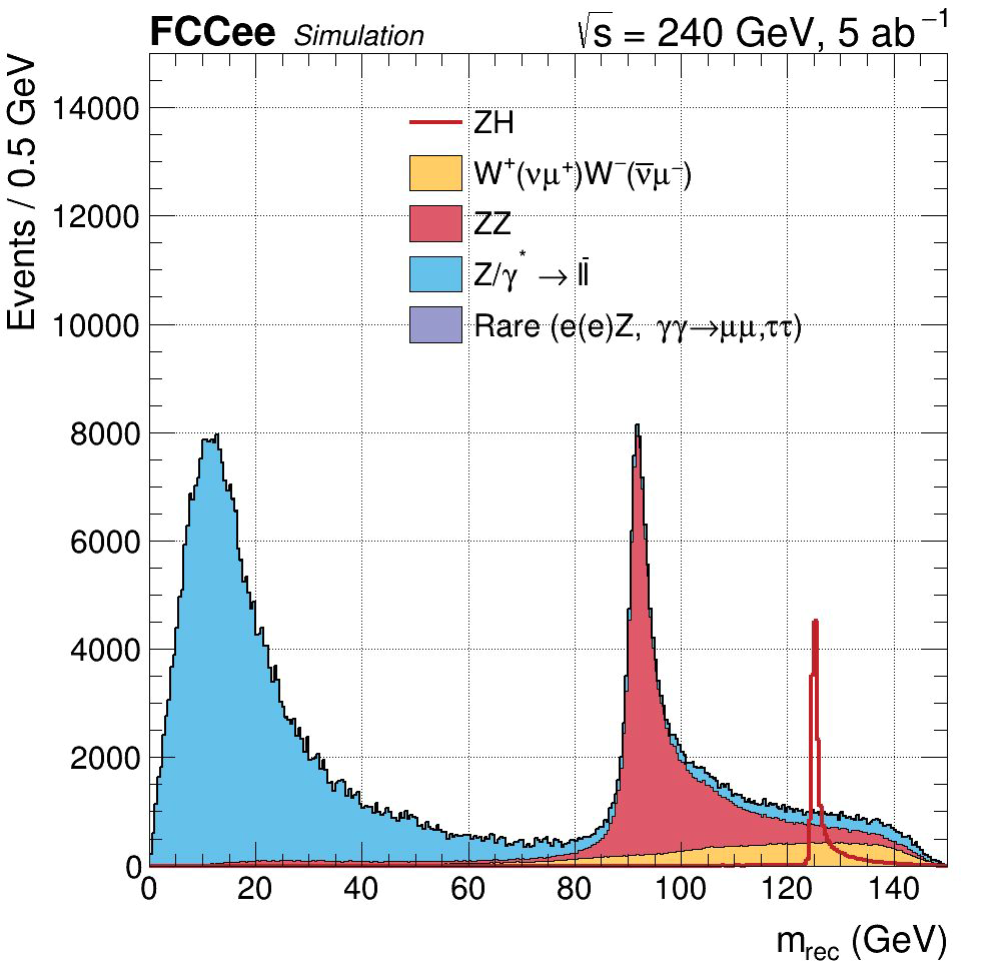 FCCee Simulation √s = 240 GeV, 5 ab⁻¹
Events / 0.5 GeV
14000
12000
10000
8000
6000
4000
2000
0
ZH
W⁺(νμ⁺)W⁻(ν̅μ⁻)
ZZ
Z/γ* → ll̅
Rare (e(e)Z, γγ→μμ,ττ)
0 20 40 60 80 100 120 140
m_rec (GeV)